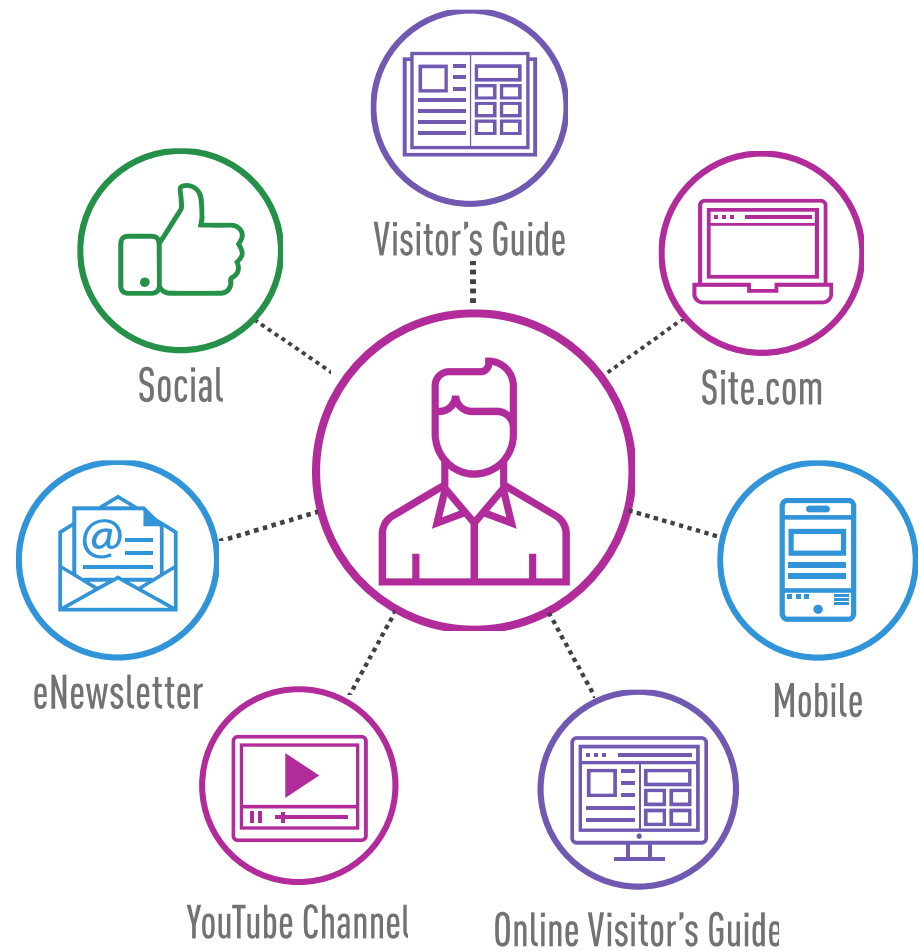 Visitor's Guide
Social
Site.com
@
eNewsletter
Mobile
YouTube Channel
Online Visitor's Guide